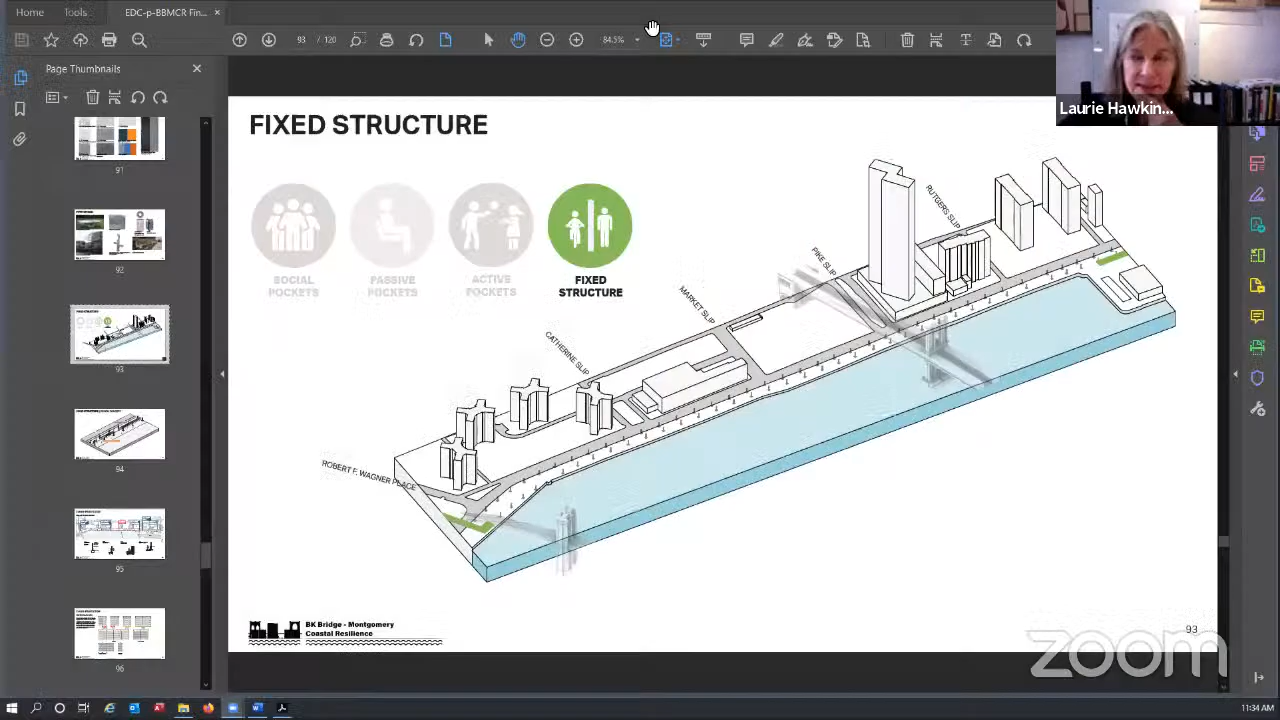 Home
Tools
EDC-p-BBMCR Fin...
93 / 120
84.5%
Page Thumbnails
91
92
93
94
95
96
Laurie Hawkin...
FIXED STRUCTURE
SOCIAL
POCKETS
PASSIVE
POCKETS
ACTIVE
POCKETS
FIXED
STRUCTURE
RUTGERS SLIP
PIKE SLIP
MARKET SLIP
CATHERINE SLIP
ROBERT F. WAGNER PLACE
BK Bridge - Montgomery
Coastal Resilience
93
zoom
11:34 AM